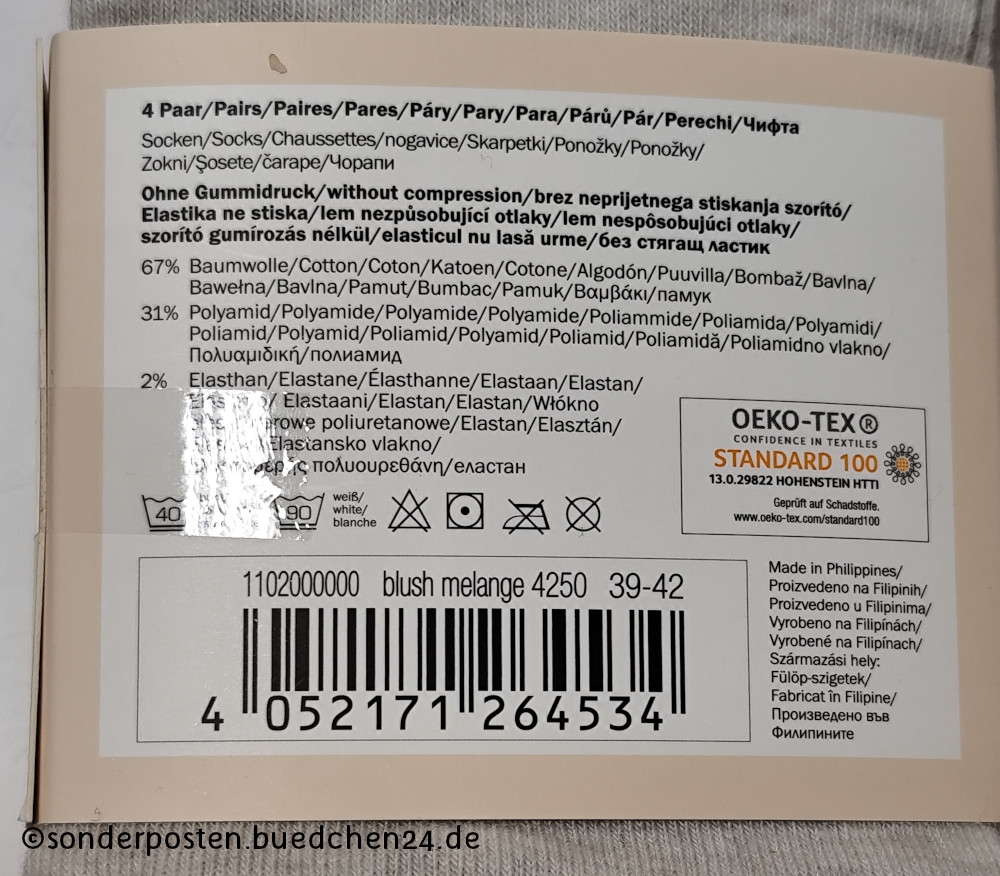 4 Paar/Pairs/Paires/Pares/Páry/Pary/Para/Párů/Pár/Perechi/Чифта
Socken/Socks/Chaussettes/nogavice/Skarpetki/Ponožky/Ponožky/
Zokni/Şosete/čarape/Чорапи
Ohne Gummidruck/without compression/brez neprijetnega stiskanja szorító/
Elastika ne stiska/lem nezpůsobující otlaky/lem nespôsobujúci otlaky/
szorító gumírozás nélkül/elasticul nu lasă urme/без стягащ ластик
67% Baumwolle/Cotton/Coton/Katoen/Cotone/Algodón/Puuvilla/Bombaž/Bavlna/
Bawełna/Bavlna/Pamut/Bumbac/Pamuk/Βαμβάκι/памук
31% Polyamid/Polyamide/Polyamide/Polyamide/Poliammide/Poliamida/Polyamidi/
Poliamid/Polyamid/Poliamid/Polyamid/Poliamid/Poliamidă/Poliamidno vlakno/
Πολυαμιδική/полиамид
2% Elasthan/Elastane/Élasthanne/Elastaan/Elastan/
Elastaani/Elastan/Elastan/Włókno
poliuretanowe/Elastan/Elasztán/
Elastansko vlakno/
πολυουρεθάνη/еластан
40
90
weiß/
white/
blanche
OEKO-TEX®
CONFIDENCE IN TEXTILES
STANDARD 100
13.0.29822 HOHENSTEIN HTTI
Geprüft auf Schadstoffe.
www.oeko-tex.com/standard100
1102000000 blush melange 4250 39-42
4 052171 264534
Made in Philippines/
Proizvedeno na Filipinih/
Proizvedeno u Filipinima/
Vyrobeno na Filipínách/
Vyrobené na Filipínach/
Származási hely:
Fülöp-szigetek/
Fabricat în Filipine/
Произведено във
Филипините
©sonderposten.buedchen24.de